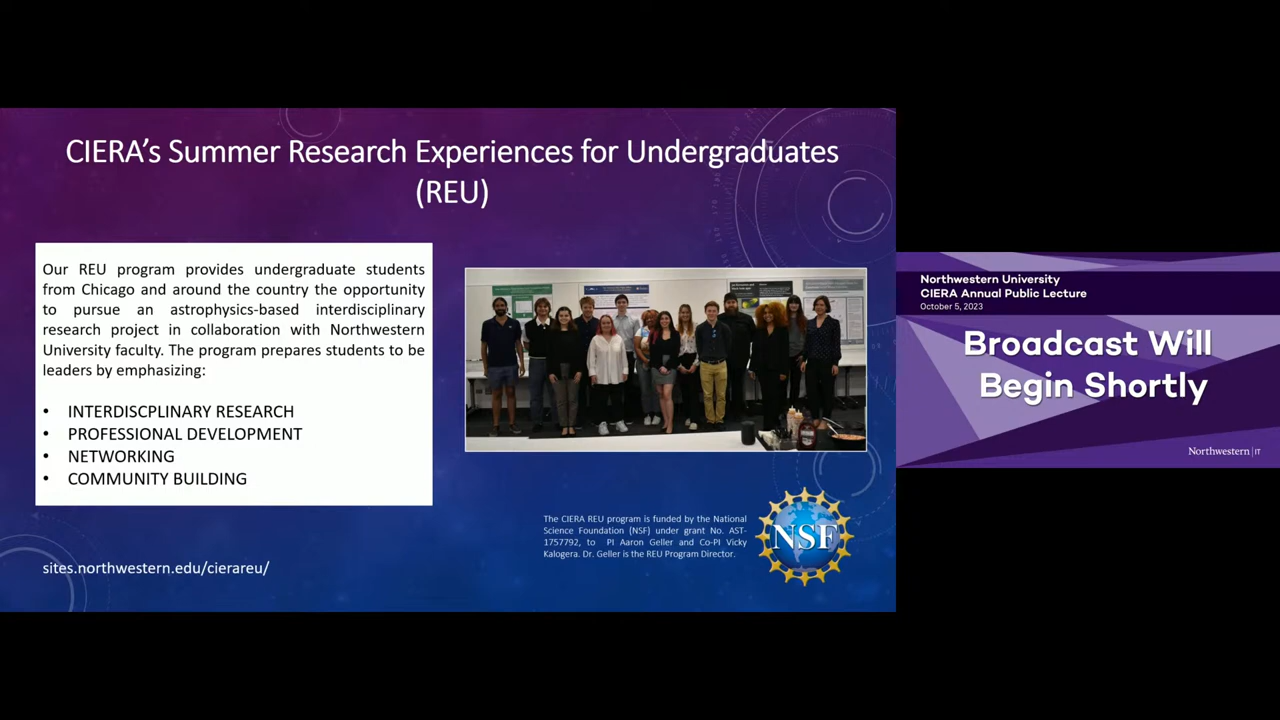 CIERA's Summer Research Experiences for Undergraduates
(REU)
Our REU program provides undergraduate students
from Chicago and around the country the opportunity
to pursue an astrophysics-based interdisciplinary
research project in collaboration with Northwestern
University faculty. The program prepares students to be
leaders by emphasizing:
• INTERDISCPLINARY RESEARCH
• PROFESSIONAL DEVELOPMENT
• NETWORKING
• COMMUNITY BUILDING
sites.northwestern.edu/cierareu/
The CIERA REU program is funded by the National
Science Foundation (NSF) under grant No. AST-
1757792, to PI Aaron Geller and Co-PI Vicky
Kalogera. Dr. Geller is the REU Program Director.
NSF
Northwestern University
CIERA Annual Public Lecture
October 5, 2023
Broadcast Will
Begin Shortly
Northwestern | IT